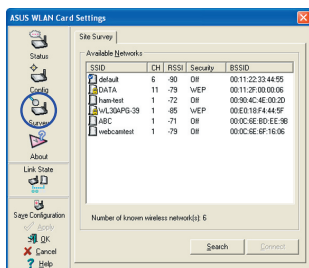 ASUS WLAN Card Settings
Status
Config
Survey
About
Link State
Save Configuration
Apply
OK
Cancel
Help
Site Survey
Available Networks
SSID CH RSSI Security BSSID
default 6 -90 Off 00:11:22:33:44:55
DATA 11 -79 WEP 00:11:2F:00:00:06
ham-test 1 -72 Off 00:90:4C:4E:00:2D
WL30APG-39 1 -85 WEP 00:E0:18:F4:44:5F
ABC 1 -71 Off 00:0C:6E:BD:EE:9B
webcamtest 1 -79 Off 00:0C:6E:6F:16:06
Number of known wireless network(s): 6
Search Connect